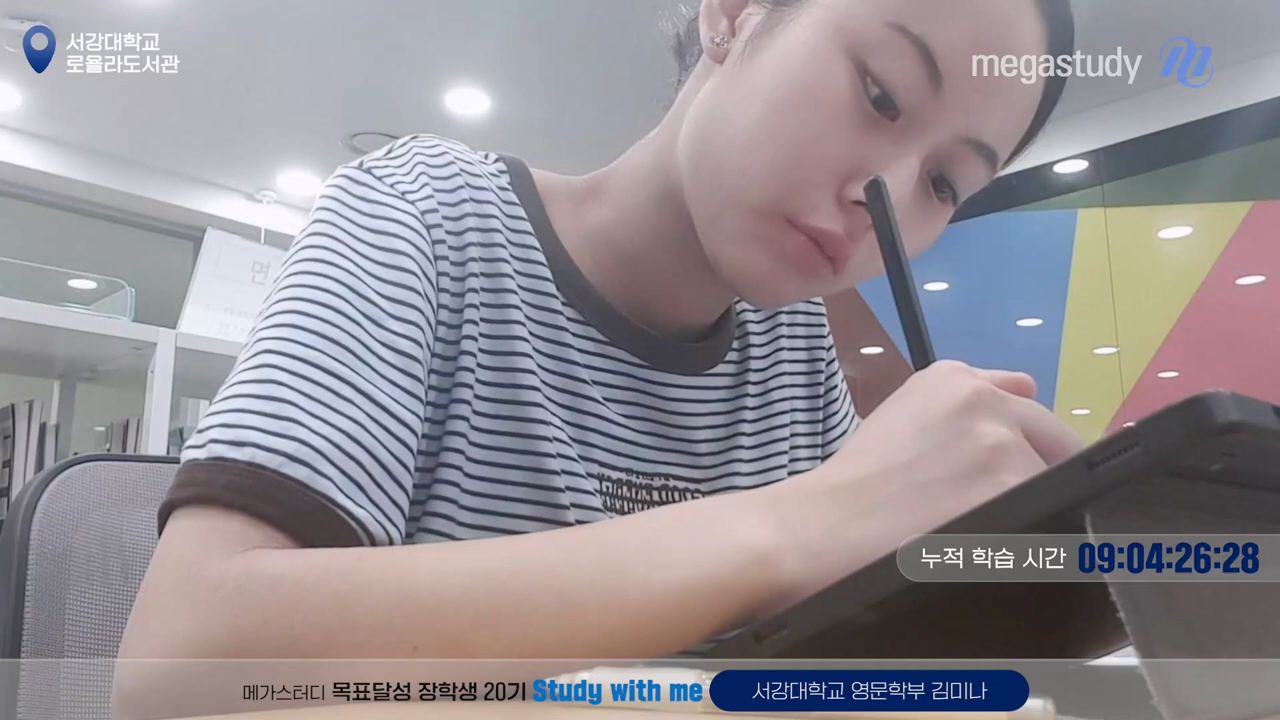 서강대학교
로욜라도서관
megastudy
면
누적 학습 시간 09:04:26:28
메가스터디 목표달성 장학생 20기 Study with me 서강대학교 영문학부 김미나